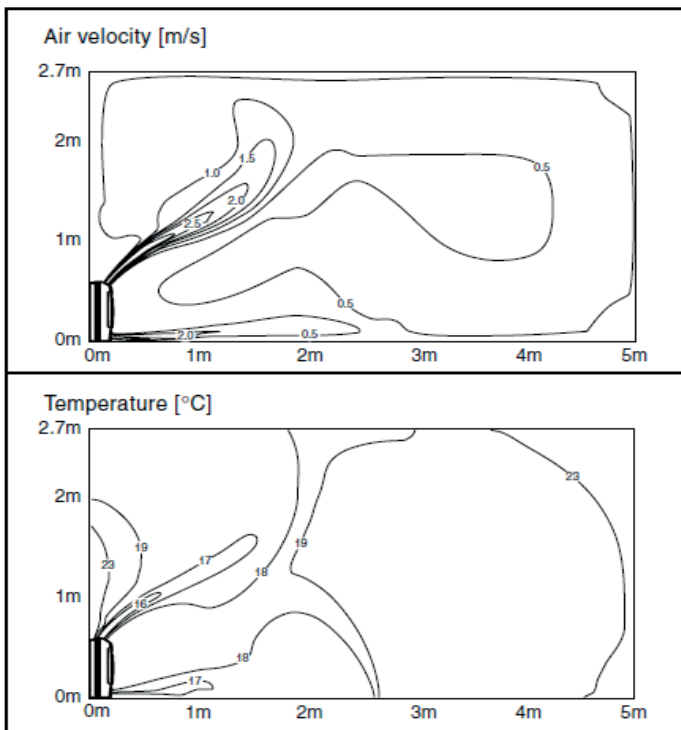 Air velocity [m/s]
2.7m
2m
1.5
1.0
0.5
2.0
2.5
1m
0.5
2.0
0.5
0m
0m 1m 2m 3m 4m 5m
Temperature [°C]
2.7m
23
2m
19
17
19
23
18
1m
16
18
17
0m
0m 1m 2m 3m 4m 5m